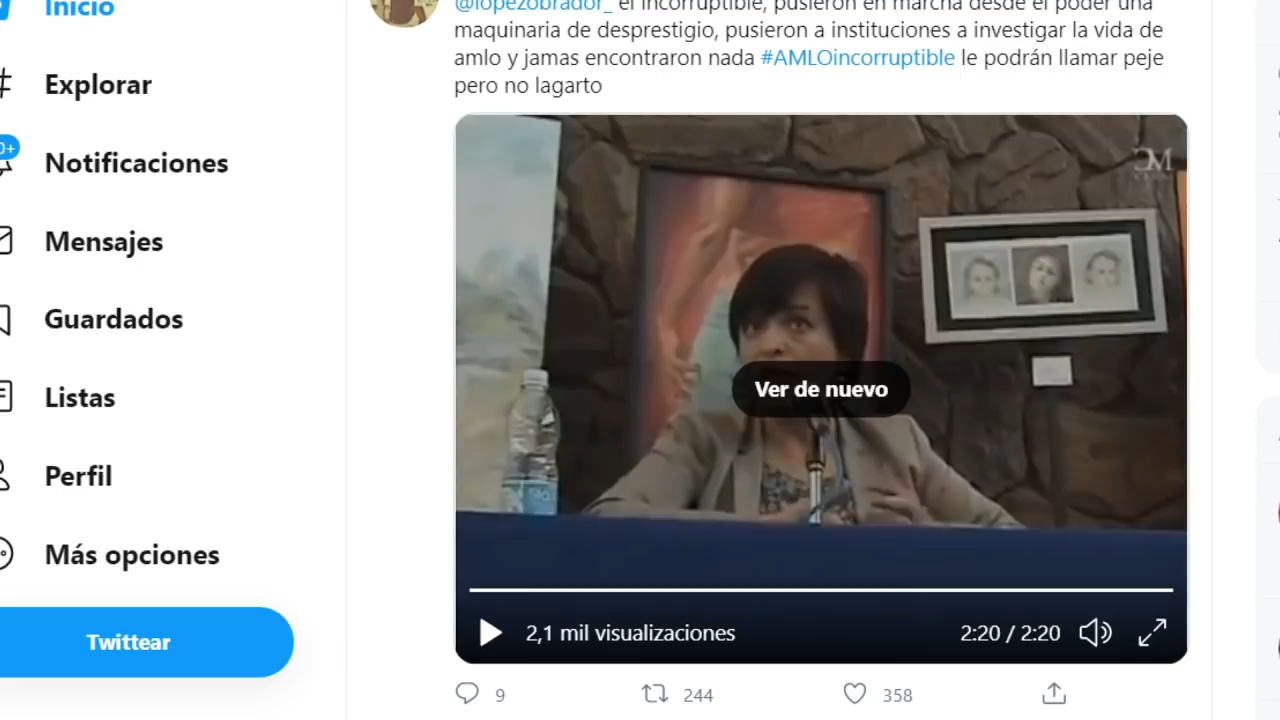 Inicio
Explorar
Notificaciones
Mensajes
Guardados
Listas
Perfil
Más opciones
Twittear
@lopezobrador_ el incorruptible, pusieron en marcha desde el poder una
maquinaria de desprestigio, pusieron a instituciones a investigar la vida de
amlo y jamas encontraron nada #AMLOincorruptible le podrán llamar peje
pero no lagarto
Ver de nuevo
2,1 mil visualizaciones
2:20 / 2:20
9
244
358